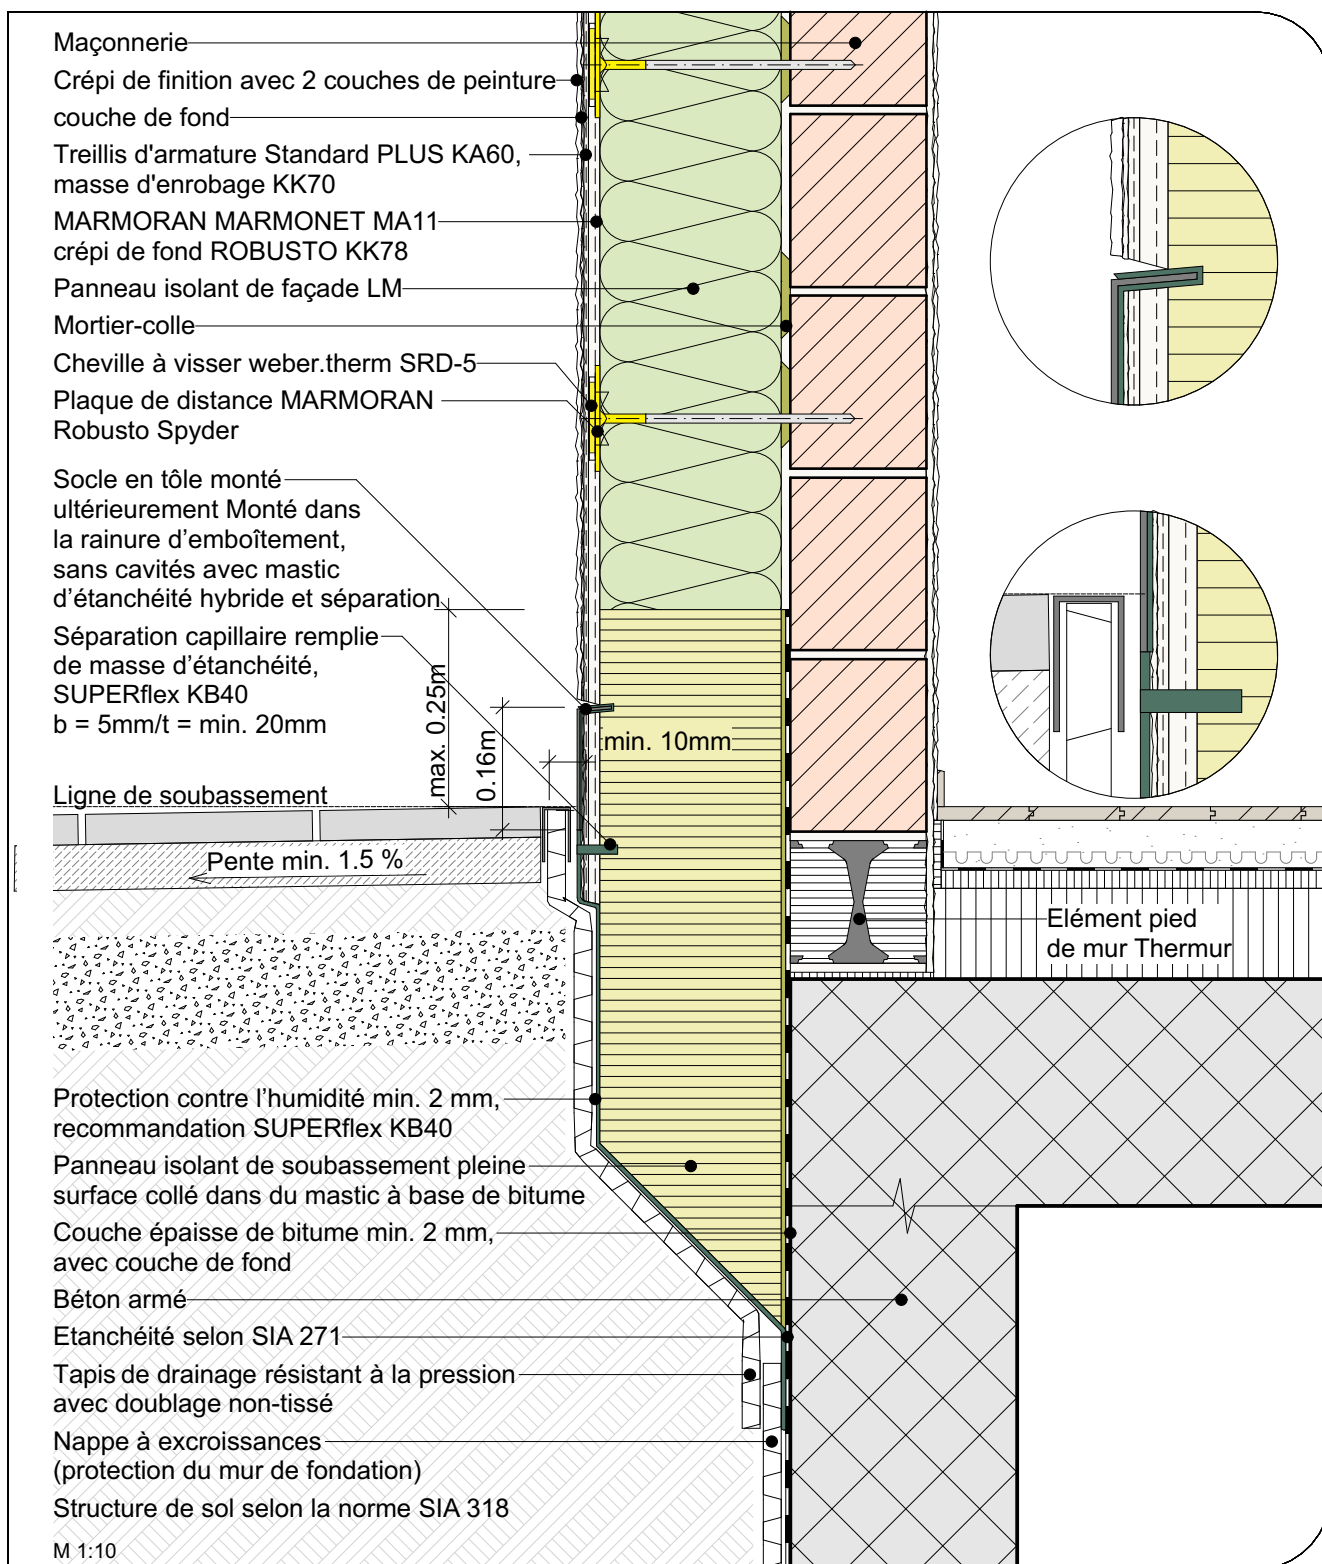 Maçonnerie
Crépi de finition avec 2 couches de peinture
couche de fond
Treillis d'armature Standard PLUS KA60,
masse d'enrobage KK70
MARMORAN MARMONET MA11
crépi de fond ROBUSTO KK78
Panneau isolant de façade LM
Mortier-colle
Cheville à visser weber.therm SRD-5
Plaque de distance MARMORAN
Robusto Spyder
Socle en tôle monté
ultérieurement Monté dans
la rainure d’emboîtement,
sans cavités avec mastic
d’étanchéité hybride et séparation
Séparation capillaire remplie
de masse d’étanchéité,
SUPERflex KB40
b = 5mm/t = min. 20mm
max. 0.25m
0.16m
min. 10mm
Ligne de soubassement
Pente min. 1.5 %
Elément pied
de mur Thermur
Protection contre l’humidité min. 2 mm,
recommandation SUPERflex KB40
Panneau isolant de soubassement pleine
surface collé dans du mastic à base de bitume
Couche épaisse de bitume min. 2 mm,
avec couche de fond
Béton armé
Etanchéité selon SIA 271
Tapis de drainage résistant à la pression
avec doublage non-tissé
Nappe à excroissances
(protection du mur de fondation)
Structure de sol selon la norme SIA 318
M 1:10